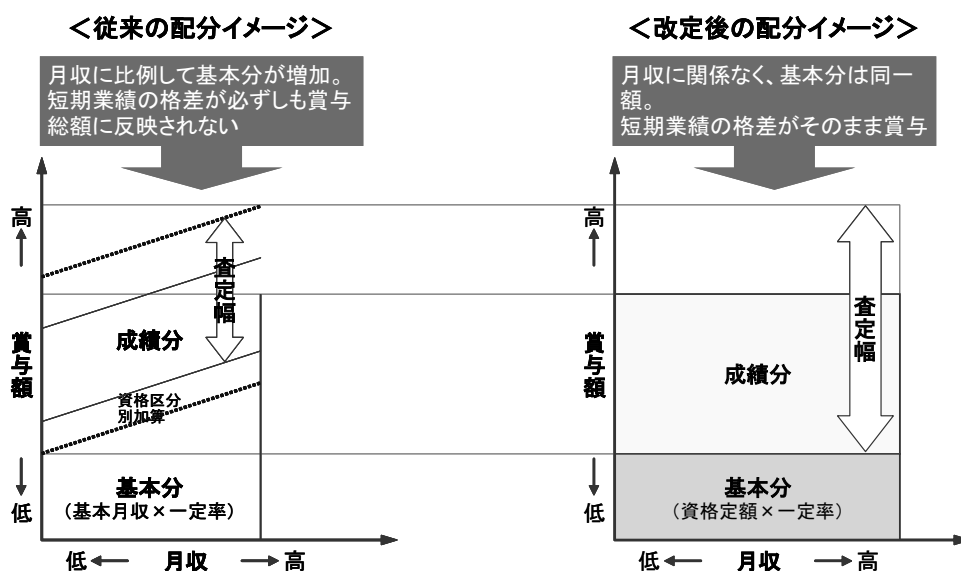 ＜従来の配分イメージ＞
月収に比例して基本分が増加。
短期業績の格差が必ずしも賞与
総額に反映されない
高
賞与額
低
査定幅
成績分
資格区分
別加算
基本分
（基本月収×一定率）
低
月収
高
＜改定後の配分イメージ＞
月収に関係なく、基本分は同一
額。
短期業績の格差がそのまま賞与
高
賞与額
低
査定幅
成績分
基本分
（資格定額×一定率）
低
月収
高